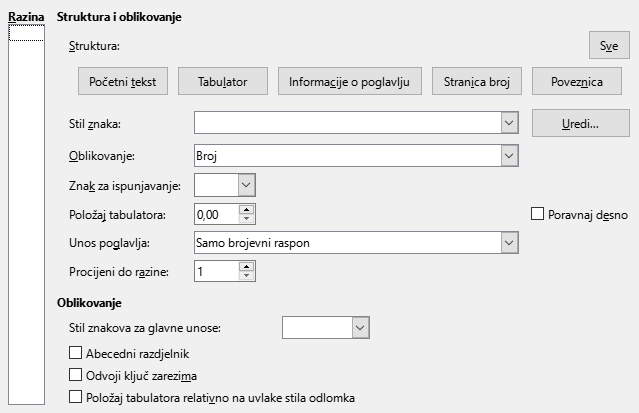 Razina Struktura i oblikovanje
Struktura: Sve
Početni tekst Tabulator Informacije o poglavlju Stranica broj Poveznica
Stil znaka: Uredi...
Oblikovanje: Broj
Znak za ispunjavanje:
Položaj tabulatora: 0,00 Poravnaj desno
Unos poglavlja: Samo brojevni raspon
Procijeni do razine: 1
Oblikovanje
Stil znakova za glavne unose:
Abecedni razdjelnik
Odvoji ključ zarezima
Položaj tabulatora relativno na uvlake stila odlomka